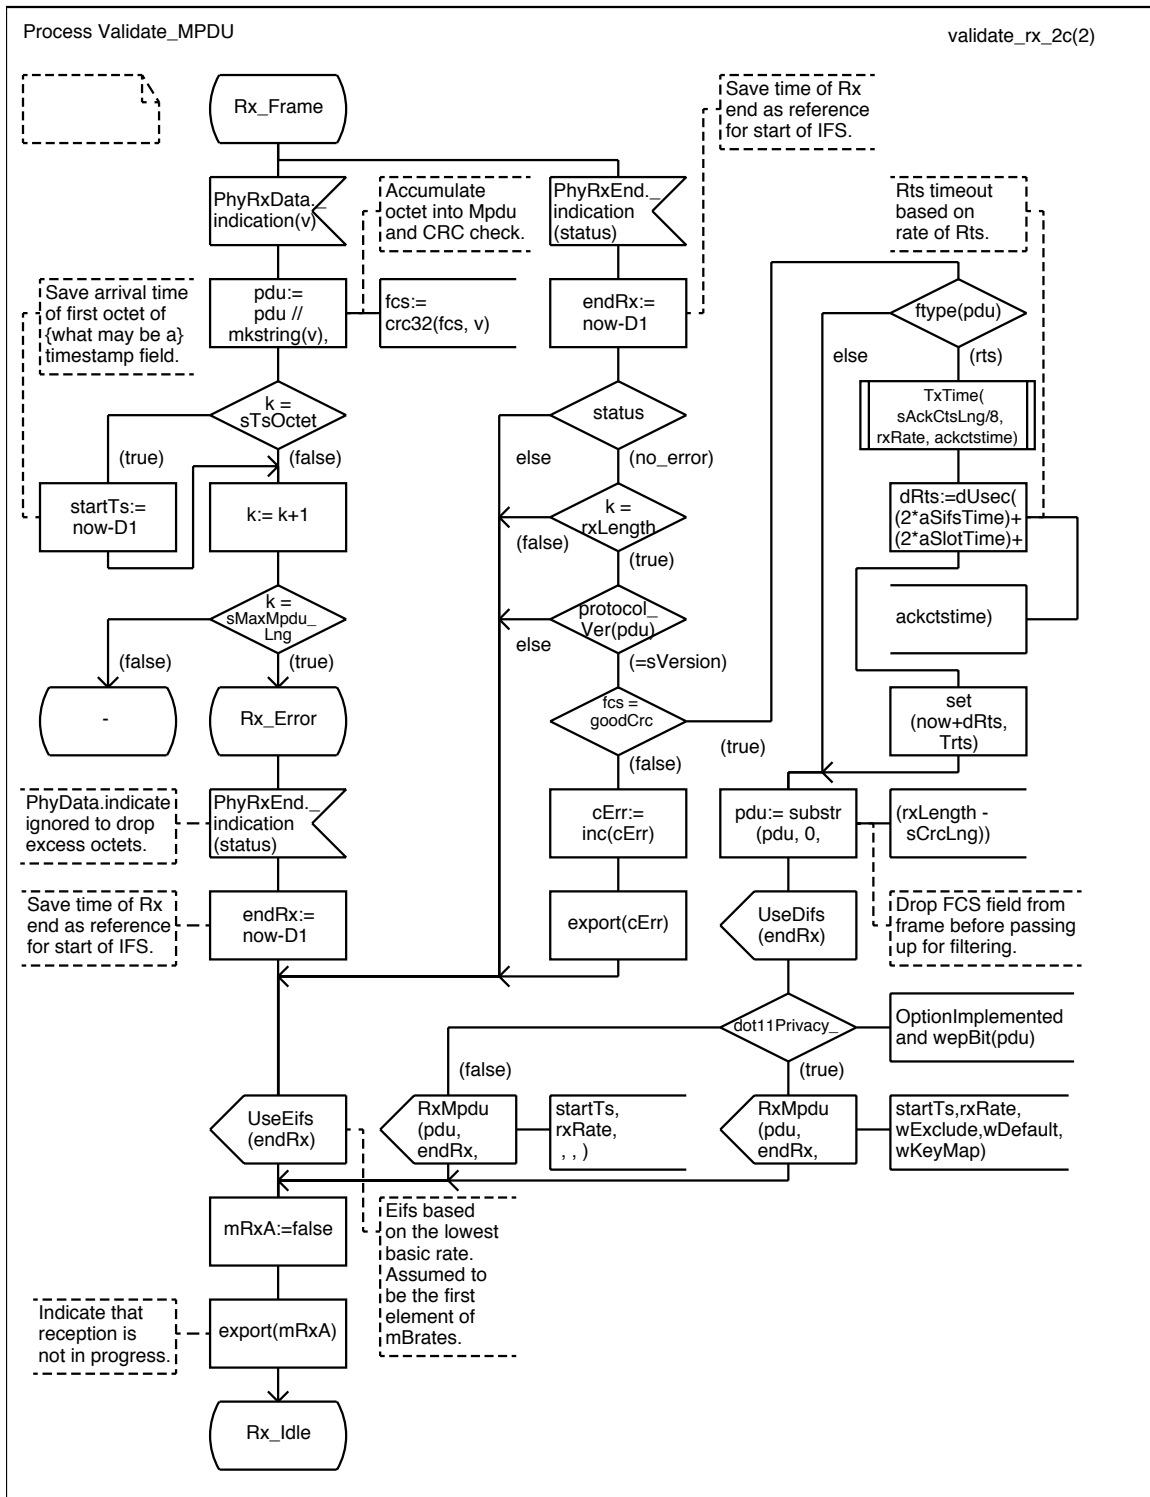 Process Validate_MPDU
validate_rx_2c(2)
Rx_Frame
Save time of Rx
end as reference
for start of IFS.
PhyRxData._
indication(v)
Accumulate
octet into Mpdu
and CRC check.
PhyRxEnd._
indication
(status)
Rts timeout
based on
rate of Rts.
Save arrival time
of first octet of
{what may be a}
timestamp field.
pdu:=
pdu //
mkstring(v),
fcs:=
crc32(fcs, v)
endRx:=
now-D1
ftype(pdu)
else
(rts)
k =
sTsOctet
(true)
(false)
status
else
(no_error)
TxTime(
sAckCtsLng/8,
rxRate, ackctstime)
startTs:=
now-D1
k:= k+1
k =
rxLength
(false)
(true)
dRts:=dUsec(
(2*aSifsTime)+
(2*aSlotTime)+
ackctstime)
k =
sMaxMpdu_
Lng
(false)
(true)
protocol_
Ver(pdu)
else
(=sVersion)
-
Rx_Error
fcs =
goodCrc
(true)
(false)
set
(now+dRts,
Trts)
PhyData.indicate
ignored to drop
excess octets.
PhyRxEnd._
indication
(status)
cErr:=
inc(cErr)
pdu:= substr
(pdu, 0,
(rxLength -
sCrcLng))
Save time of Rx
end as reference
for start of IFS.
endRx:=
now-D1
export(cErr)
UseDifs
(endRx)
Drop FCS field from
frame before passing
up for filtering.
dot11Privacy_
OptionImplemented
and wepBit(pdu)
(false)
(true)
UseEifs
(endRx)
RxMpdu
(pdu,
endRx,
startTs,
rxRate,
, , )
RxMpdu
(pdu,
endRx,
startTs,rxRate,
wExclude,wDefault,
wKeyMap)
mRxA:=false
Eifs based
on the lowest
basic rate.
Assumed to
be the first
element of
mBrates.
Indicate that
reception is
not in progress.
export(mRxA)
Rx_Idle